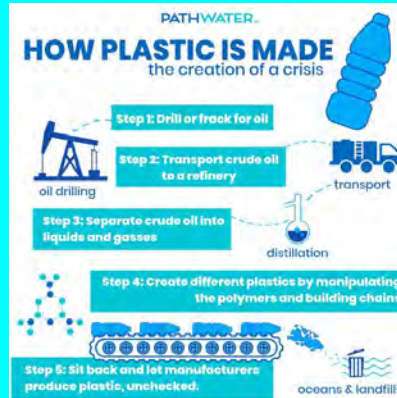 PATHWATER
HOW PLASTIC IS MADE
the creation of a crisis
Step 1: Drill or frack for oil
oil drilling
Step 2: Transport crude oil
to a refinery
transport
Step 3: Separate crude oil into
liquids and gasses
distillation
Step 4: Create different plastics by manipulating
the polymers and building chains
Step 5: Sit back and let manufacturers
produce plastic, unchecked.
oceans & landfills